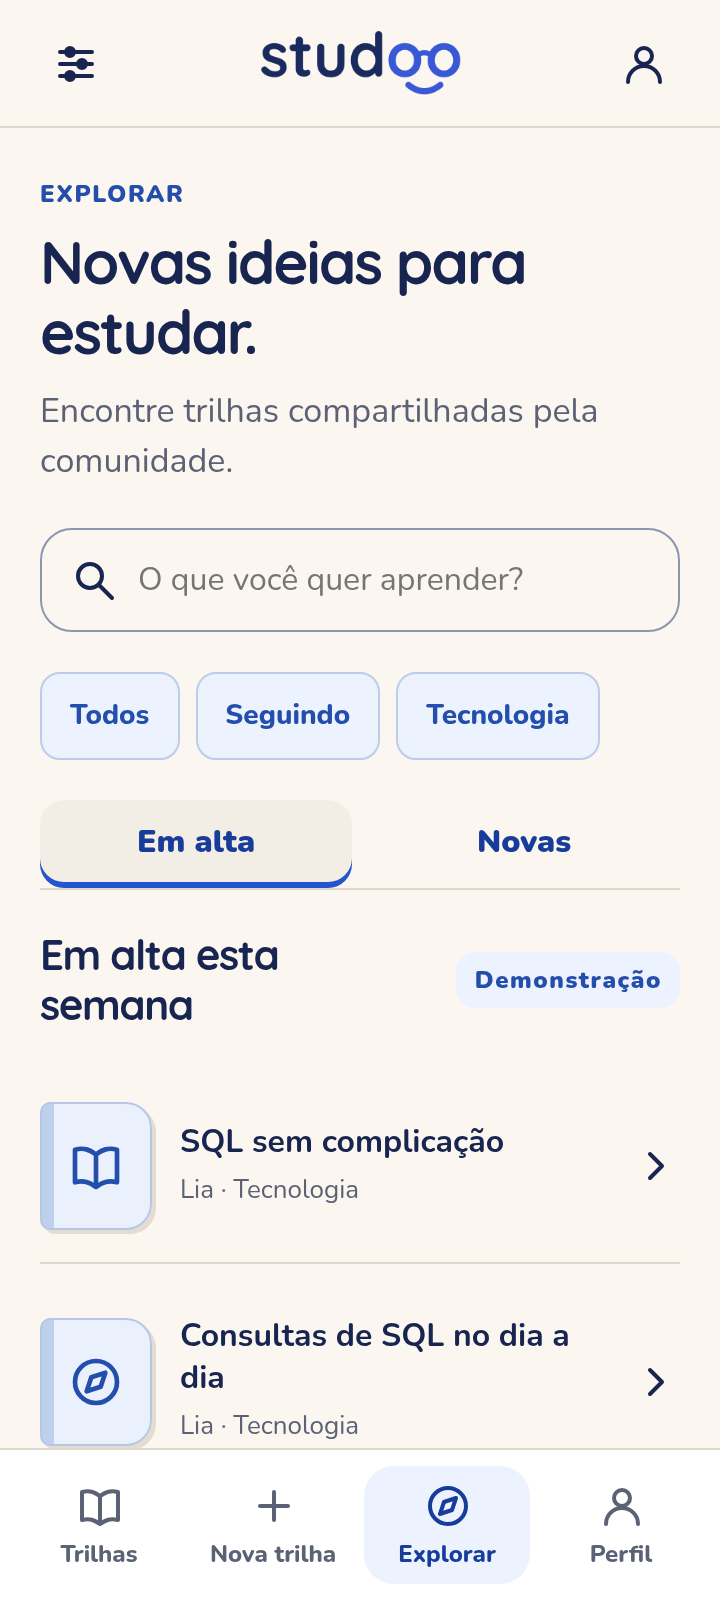 studoo
EXPLORAR
Novas ideias para
estudar.
Encontre trilhas compartilhadas pela
comunidade.
O que você quer aprender?
Todos
Seguindo
Tecnologia
Em alta
Novas
Em alta esta
semana
Demonstração
SQL sem complicação
Lia · Tecnologia
Consultas de SQL no dia a
dia
Lia · Tecnologia
Trilhas
Nova trilha
Explorar
Perfil